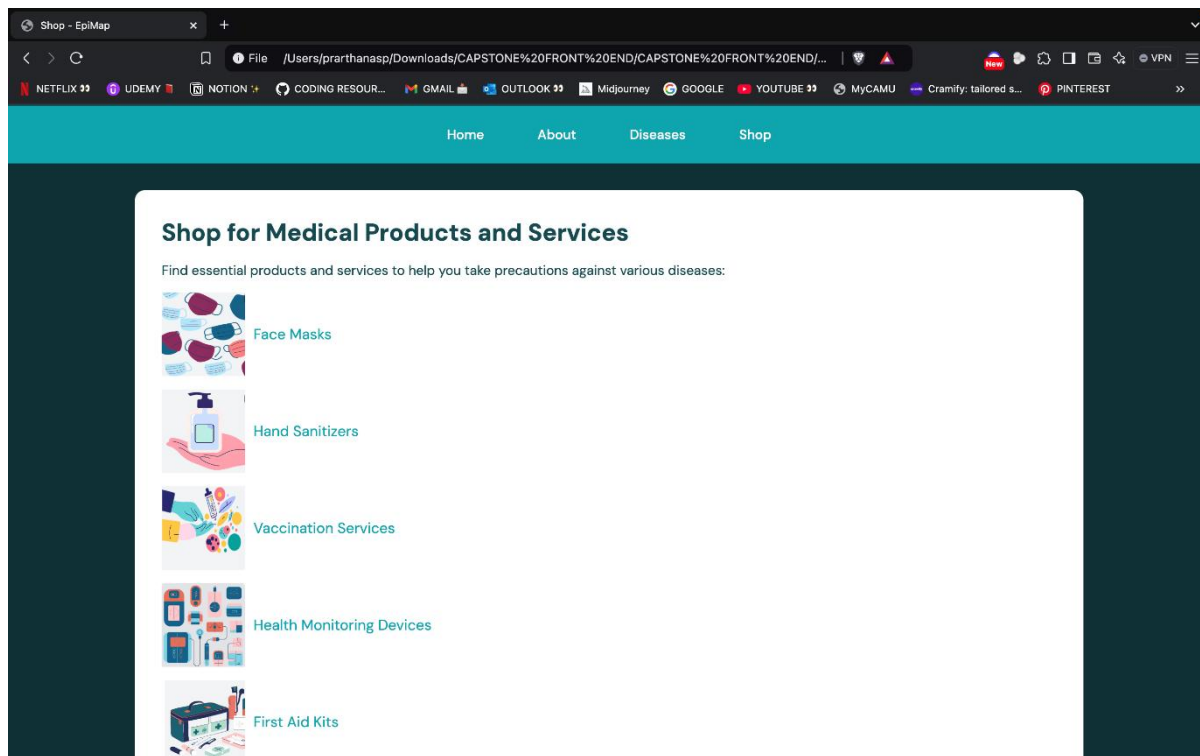 Shop - EpiMap
File /Users/prarthanasp/Downloads/CAPSTONE%20FRONT%20END/CAPSTONE%20FRONT%20END/...
New
VPN
NETFLIX UDEMY NOTION CODING RESOUR... GMAIL OUTLOOK Midjourney GOOGLE YOUTUBE MyCAMU Cramify: tailored s... PINTEREST
Home About Diseases Shop
Shop for Medical Products and Services
Find essential products and services to help you take precautions against various diseases:
Face Masks
Hand Sanitizers
Vaccination Services
Health Monitoring Devices
First Aid Kits